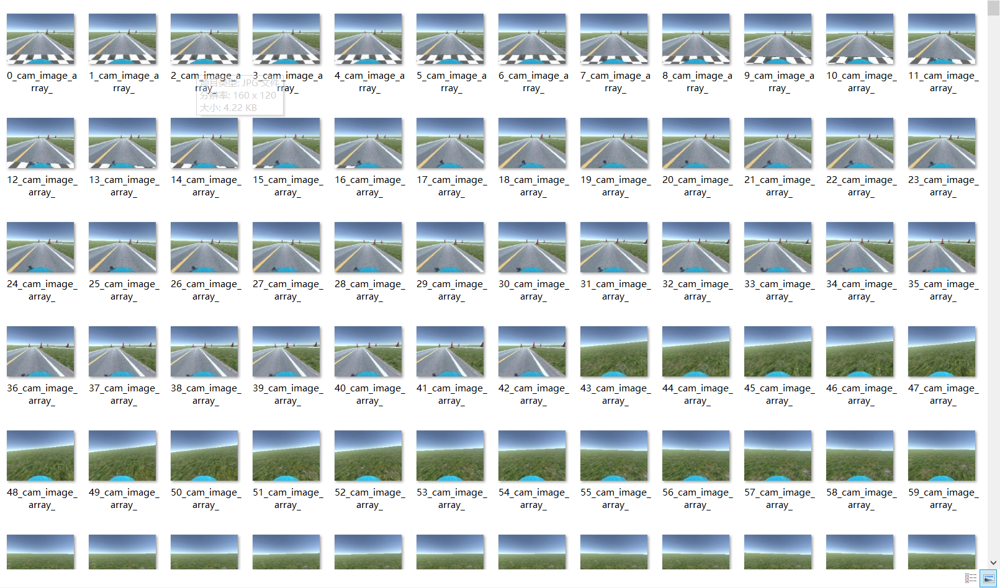 0_cam_image_a 1_cam_image_a 2_cam_image_a 3_cam_image_a 4_cam_image_a 5_cam_image_a 6_cam_image_a 7_cam_image_a 8_cam_image_a 9_cam_image_a 10_cam_image_ 11_cam_image_
rray_ rray_ rray_ rray_ rray_ rray_ rray_ rray_ rray_ rray_ array_ array_
项目类型: JPG 文件
分辨率: 160 x 120
大小: 4.22 KB
12_cam_image_ 13_cam_image_ 14_cam_image_ 15_cam_image_ 16_cam_image_ 17_cam_image_ 18_cam_image_ 19_cam_image_ 20_cam_image_ 21_cam_image_ 22_cam_image_ 23_cam_image_
array_ array_ array_ array_ array_ array_ array_ array_ array_ array_ array_ array_
24_cam_image_ 25_cam_image_ 26_cam_image_ 27_cam_image_ 28_cam_image_ 29_cam_image_ 30_cam_image_ 31_cam_image_ 32_cam_image_ 33_cam_image_ 34_cam_image_ 35_cam_image_
array_ array_ array_ array_ array_ array_ array_ array_ array_ array_ array_ array_
36_cam_image_ 37_cam_image_ 38_cam_image_ 39_cam_image_ 40_cam_image_ 41_cam_image_ 42_cam_image_ 43_cam_image_ 44_cam_image_ 45_cam_image_ 46_cam_image_ 47_cam_image_
array_ array_ array_ array_ array_ array_ array_ array_ array_ array_ array_ array_
48_cam_image_ 49_cam_image_ 50_cam_image_ 51_cam_image_ 52_cam_image_ 53_cam_image_ 54_cam_image_ 55_cam_image_ 56_cam_image_ 57_cam_image_ 58_cam_image_ 59_cam_image_
array_ array_ array_ array_ array_ array_ array_ array_ array_ array_ array_ array_